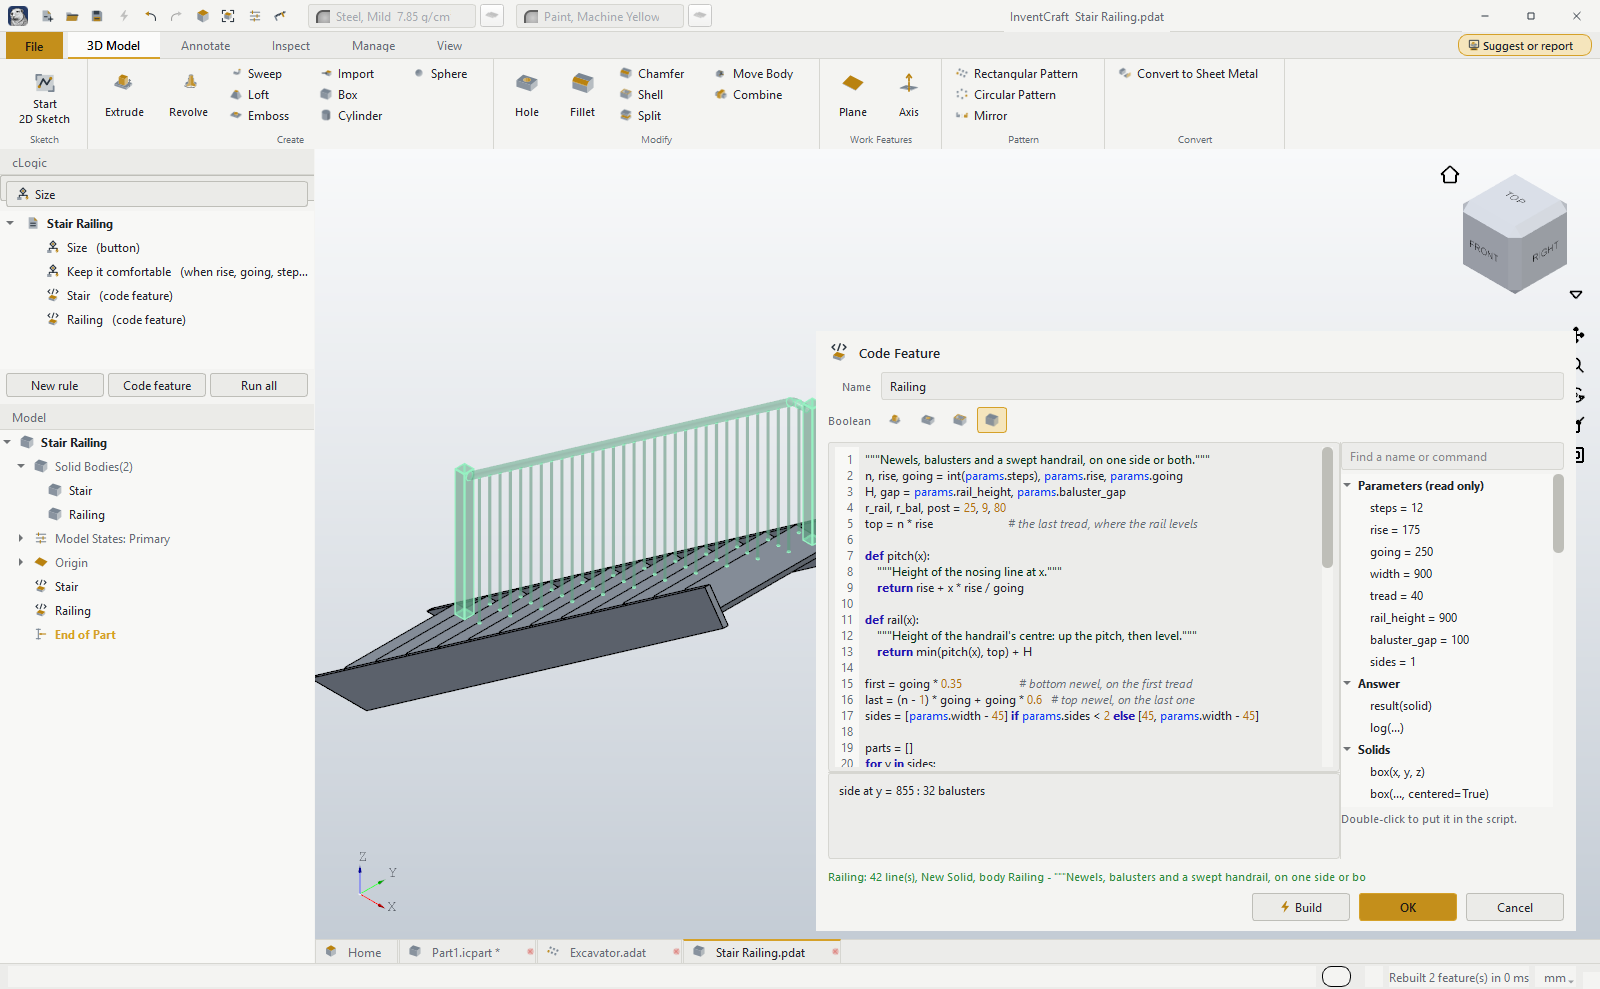 Steel, Mild 7.85 g/cm
Paint, Machine Yellow
InventCraft Stair Railing.pdat
File
3D Model
Annotate
Inspect
Manage
View
Suggest or report
Start
2D Sketch
Sketch
Extrude
Revolve
Sweep
Loft
Emboss
Import
Box
Cylinder
Sphere
Create
Hole
Fillet
Chamfer
Shell
Split
Move Body
Combine
Modify
Plane
Axis
Work Features
Rectangular Pattern
Circular Pattern
Mirror
Pattern
Convert to Sheet Metal
Convert
cLogic
Size
Stair Railing
Size (button)
Keep it comfortable (when rise, going, step...
Stair (code feature)
Railing (code feature)
New rule
Code feature
Run all
Model
Stair Railing
Solid Bodies(2)
Stair
Railing
Model States: Primary
Origin
Stair
Railing
End of Part
TOP
FRONT
RIGHT
Z
Y
X
Code Feature
Name
Railing
Boolean
1 """Newels, balusters and a swept handrail, on one side or both."""
2 n, rise, going = int(params.steps), params.rise, params.going
3 H, gap = params.rail_height, params.baluster_gap
4 r_rail, r_bal, post = 25, 9, 80
5 top = n * rise # the last tread, where the rail levels
6
7 def pitch(x):
8 """Height of the nosing line at x."""
9 return rise + x * rise / going
10
11 def rail(x):
12 """Height of the handrail's centre: up the pitch, then level."""
13 return min(pitch(x), top) + H
14
15 first = going * 0.35 # bottom newel, on the first tread
16 last = (n - 1) * going + going * 0.6 # top newel, on the last one
17 sides = [params.width - 45] if params.sides < 2 else [45, params.width - 45]
18
19 parts = []
20 for y in sides:
side at y = 855 : 32 balusters
Find a name or command
Parameters (read only)
steps = 12
rise = 175
going = 250
width = 900
tread = 40
rail_height = 900
baluster_gap = 100
sides = 1
Answer
result(solid)
log(...)
Solids
box(x, y, z)
box(..., centered=True)
Double-click to put it in the script.
Railing: 42 line(s), New Solid, body Railing - """Newels, balusters and a swept handrail, on one side or bo
Build
OK
Cancel
Home
Part1.icpart *
Excavator.adat
Stair Railing.pdat
Rebuilt 2 feature(s) in 0 ms
mm